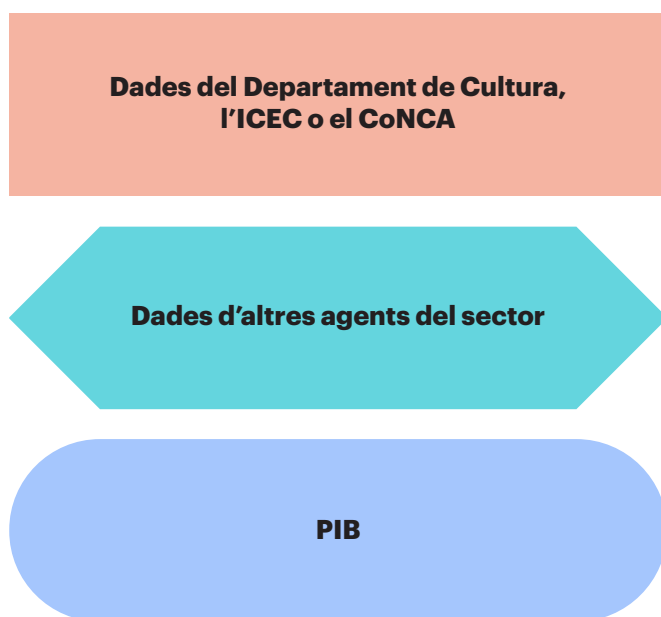 Dades del Departament de Cultura,
l’ICEC o el CoNCA
Dades d’altres agents del sector
PIB